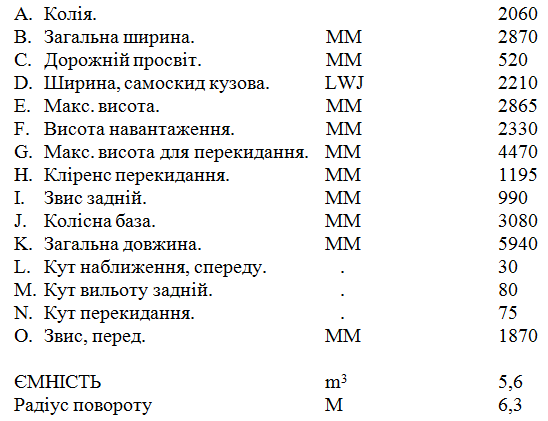 A. Колія. 2060
B. Загальна ширина. MM 2870
C. Дорожній просвіт. MM 520
D. Ширина, самоскид кузова. LWJ 2210
E. Макс. висота. MM 2865
F. Висота навантаження. MM 2330
G. Макс. висота для перекидання. MM 4470
H. Кліренс перекидання. MM 1195
I. Звис задній. MM 990
J. Колісна база. MM 3080
K. Загальна довжина. MM 5940
L. Кут наближення, спереду. . 30
M. Кут вильоту задній. . 80
N. Кут перекидання. . 75
O. Звис, перед. MM 1870
ЄМНІСТЬ m³ 5,6
Радіус повороту M 6,3